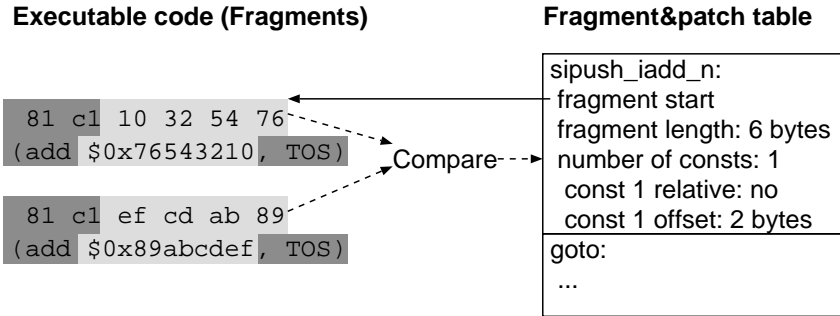 Executable code (Fragments)
81 c1 10 32 54 76
(add $0x76543210, TOS)
81 c1 ef cd ab 89
(add $0x89abcdef, TOS)
Compare
Fragment&patch table
sipush_iadd_n:
fragment start
fragment length: 6 bytes
number of consts: 1
const 1 relative: no
const 1 offset: 2 bytes
goto:
...